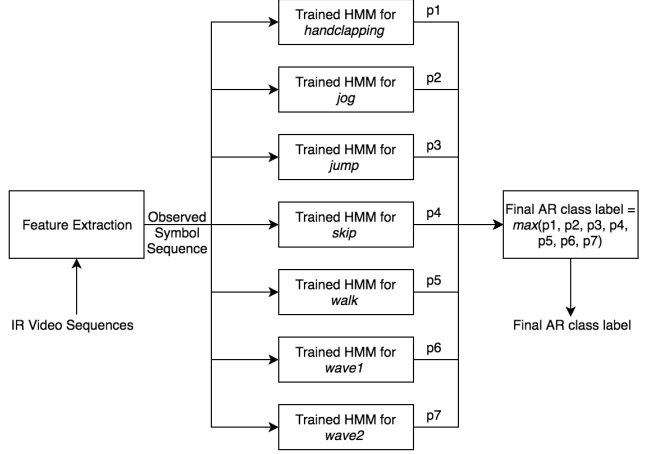 Trained HMM for
handclapping
p1
Trained HMM for
jog
p2
Trained HMM for
jump
p3
Feature Extraction
Observed
Symbol
Sequence
Trained HMM for
skip
p4
Final AR class label =
max(p1, p2, p3, p4,
p5, p6, p7)
Trained HMM for
walk
p5
IR Video Sequences
Final AR class label
Trained HMM for
wave1
p6
Trained HMM for
wave2
p7